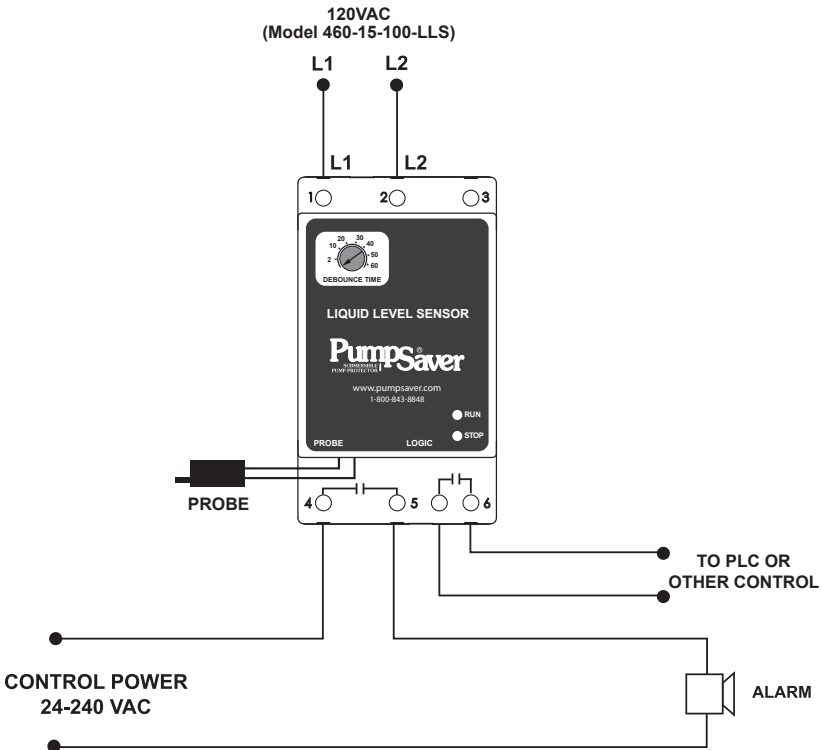 120VAC
(Model 460-15-100-LLS)
L1 L2
L1 L2
1 2 3
2 10 20 30 40 50 60
DEBOUNCE TIME
LIQUID LEVEL SENSOR
PumpSaver®
SUBMERSIBLE
PUMP PROTECTOR
www.pumpsaver.com
1-800-843-8848
RUN
STOP
PROBE LOGIC
PROBE
4 5 6
TO PLC OR
OTHER CONTROL
CONTROL POWER
24-240 VAC
ALARM